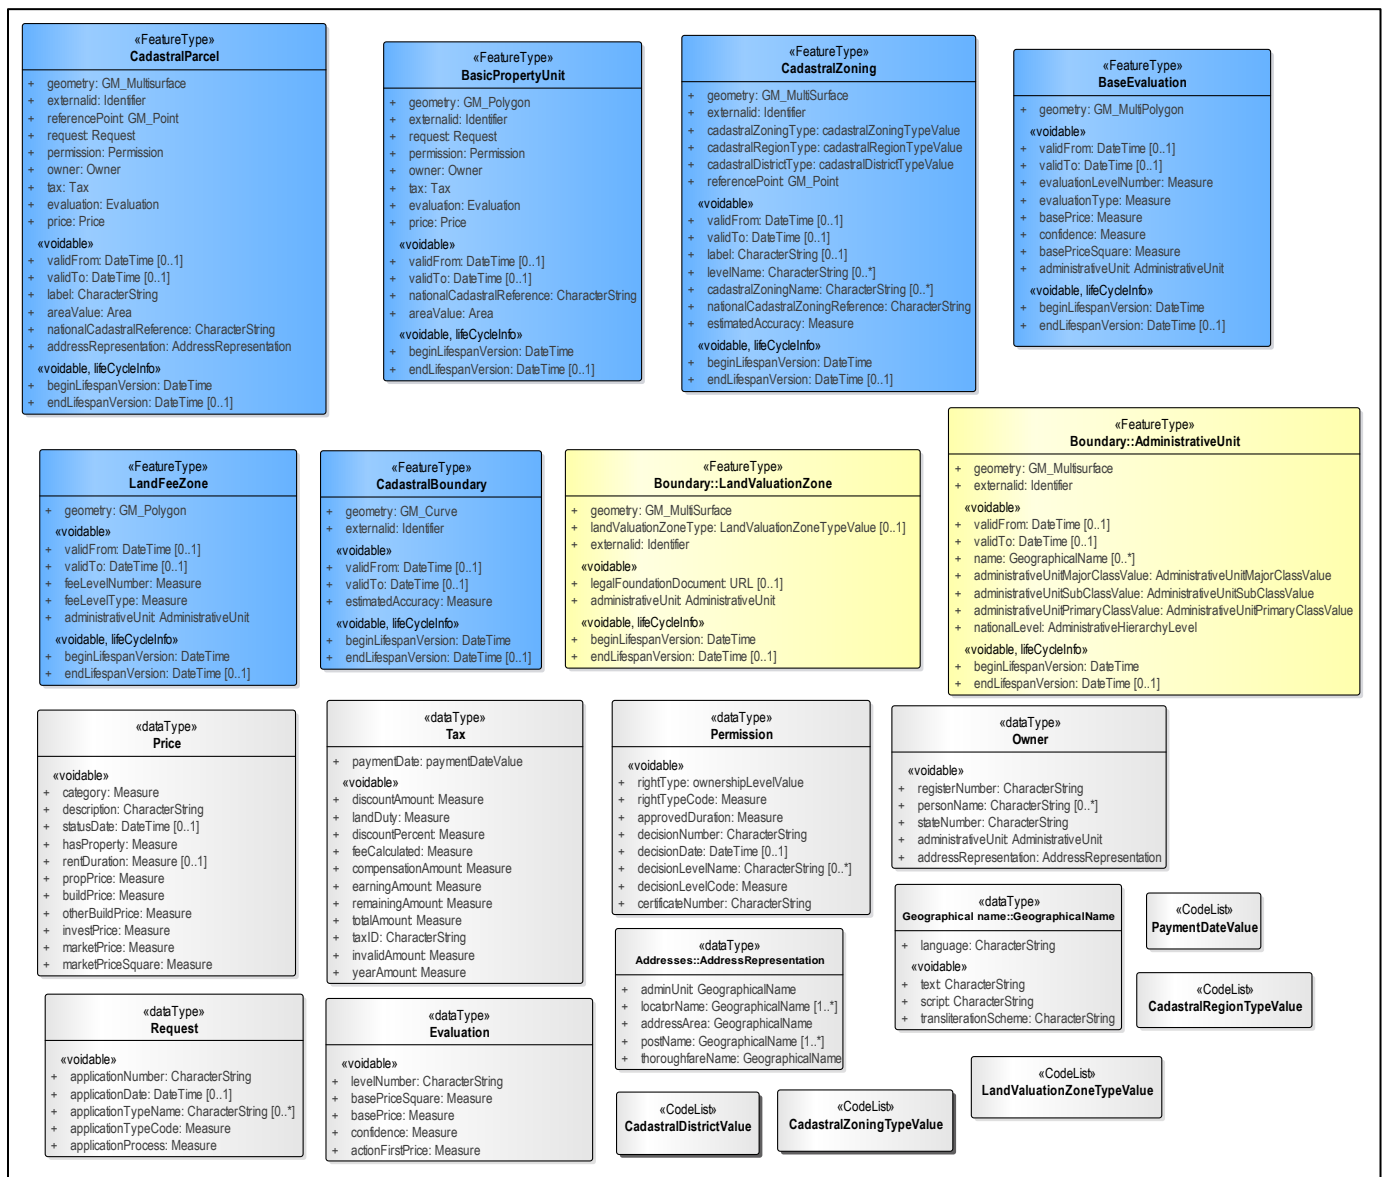 «FeatureType»
CadastralParcel
+ geometry: GM_Multisurface
+ externalid: Identifier
+ referencePoint: GM_Point
+ request: Request
+ permission: Permission
+ owner: Owner
+ tax: Tax
+ evaluation: Evaluation
+ price: Price
«voidable»
+ validFrom: DateTime [0..1]
+ validTo: DateTime [0..1]
+ label: CharacterString
+ areaValue: Area
+ nationalCadastralReference: CharacterString
+ addressRepresentation: AddressRepresentation
«voidable, lifeCycleInfo»
+ beginLifespanVersion: DateTime
+ endLifespanVersion: DateTime [0..1]
«FeatureType»
BasicPropertyUnit
+ geometry: GM_Polygon
+ externalid: Identifier
+ request: Request
+ permission: Permission
+ owner: Owner
+ tax: Tax
+ evaluation: Evaluation
+ price: Price
«voidable»
+ validFrom: DateTime [0..1]
+ validTo: DateTime [0..1]
+ nationalCadastralReference: CharacterString
+ areaValue: Area
«voidable, lifeCycleInfo»
+ beginLifespanVersion: DateTime
+ endLifespanVersion: DateTime [0..1]
«FeatureType»
CadastralZoning
+ geometry: GM_MultiSurface
+ externalid: Identifier
+ cadastralZoningType: cadastralZoningTypeValue
+ cadastralRegionType: cadastralRegionTypeValue
+ cadastralDistrictType: cadastralDistrictTypeValue
+ referencePoint: GM_Point
«voidable»
+ validFrom: DateTime [0..1]
+ validTo: DateTime [0..1]
+ label: CharacterString [0..1]
+ levelName: CharacterString [0..*]
+ cadastralZoningName: CharacterString [0..*]
+ nationalCadastralZoningReference: CharacterString
+ estimatedAccuracy: Measure
«voidable, lifeCycleInfo»
+ beginLifespanVersion: DateTime
+ endLifespanVersion: DateTime [0..1]
«FeatureType»
BaseEvaluation
+ geometry: GM_MultiPolygon
«voidable»
+ validFrom: DateTime [0..1]
+ validTo: DateTime [0..1]
+ evaluationLevelNumber: Measure
+ evaluationType: Measure
+ basePrice: Measure
+ confidence: Measure
+ basePriceSquare: Measure
+ administrativeUnit: AdministrativeUnit
«voidable, lifeCycleInfo»
+ beginLifespanVersion: DateTime
+ endLifespanVersion: DateTime [0..1]
«FeatureType»
LandFeeZone
+ geometry: GM_Polygon
«voidable»
+ validFrom: DateTime [0..1]
+ validTo: DateTime [0..1]
+ feeLevelNumber: Measure
+ feeLevelType: Measure
+ administrativeUnit: AdministrativeUnit
«voidable, lifeCycleInfo»
+ beginLifespanVersion: DateTime
+ endLifespanVersion: DateTime [0..1]
«FeatureType»
CadastralBoundary
+ geometry: GM_Curve
+ externalid: Identifier
«voidable»
+ validFrom: DateTime [0..1]
+ validTo: DateTime [0..1]
+ estimatedAccuracy: Measure
«voidable, lifeCycleInfo»
+ beginLifespanVersion: DateTime
+ endLifespanVersion: DateTime [0..1]
«FeatureType»
Boundary::LandValuationZone
+ geometry: GM_MultiSurface
+ landValuationZoneType: LandValuationZoneTypeValue [0..1]
+ externalid: Identifier
«voidable»
+ legalFoundationDocument: URL [0..1]
+ administrativeUnit: AdministrativeUnit
«voidable, lifeCycleInfo»
+ beginLifespanVersion: DateTime
+ endLifespanVersion: DateTime [0..1]
«FeatureType»
Boundary::AdministrativeUnit
+ geometry: GM_Multisurface
+ externalid: Identifier
«voidable»
+ validFrom: DateTime [0..1]
+ validTo: DateTime [0..1]
+ name: GeographicalName [0..*]
+ administrativeUnitMajorClassValue: AdministrativeUnitMajorClassValue
+ administrativeUnitSubClassValue: AdministrativeUnitSubClassValue
+ administrativeUnitPrimaryClassValue: AdministrativeUnitPrimaryClassValue
+ nationalLevel: AdministrativeHierarchyLevel
«voidable, lifeCycleInfo»
+ beginLifespanVersion: DateTime
+ endLifespanVersion: DateTime [0..1]
«dataType»
Price
«voidable»
+ category: Measure
+ description: CharacterString
+ statusDate: DateTime [0..1]
+ hasProperty: Measure
+ rentDuration: Measure [0..1]
+ propPrice: Measure
+ buildPrice: Measure
+ otherBuildPrice: Measure
+ investPrice: Measure
+ marketPrice: Measure
+ marketPriceSquare: Measure
«dataType»
Tax
+ paymentDate: paymentDateValue
«voidable»
+ discountAmount: Measure
+ landDuty: Measure
+ discountPercent: Measure
+ feeCalculated: Measure
+ compensationAmount: Measure
+ earningAmount: Measure
+ remainingAmount: Measure
+ totalAmount: Measure
+ taxID: CharacterString
+ invalidAmount: Measure
+ yearAmount: Measure
«dataType»
Permission
«voidable»
+ rightType: ownershipLevelValue
+ rightTypeCode: Measure
+ approvedDuration: Measure
+ decisionNumber: CharacterString
+ decisionDate: DateTime [0..1]
+ decisionLevelName: CharacterString [0..*]
+ decisionLevelCode: Measure
+ certificateNumber: CharacterString
«dataType»
Owner
«voidable»
+ registerNumber: CharacterString
+ personName: CharacterString [0..*]
+ stateNumber: CharacterString
+ administrativeUnit: AdministrativeUnit
+ addressRepresentation: AddressRepresentation
«dataType»
Geographical name::GeographicalName
+ language: CharacterString
«voidable»
+ text: CharacterString
+ script: CharacterString
+ transliterationScheme: CharacterString
«CodeList»
PaymentDateValue
«CodeList»
CadastralRegionTypeValue
«dataType»
Addresses::AddressRepresentation
+ adminUnit: GeographicalName
+ locatorName: GeographicalName [1..*]
+ addressArea: GeographicalName
+ postName: GeographicalName [1..*]
+ thoroughfareName: GeographicalName
«dataType»
Request
«voidable»
+ applicationNumber: CharacterString
+ applicationDate: DateTime [0..1]
+ applicationTypeName: CharacterString [0..*]
+ applicationTypeCode: Measure
+ applicationProcess: Measure
«dataType»
Evaluation
«voidable»
+ levelNumber: CharacterString
+ basePriceSquare: Measure
+ basePrice: Measure
+ confidence: Measure
+ actionFirstPrice: Measure
«CodeList»
CadastralDistrictValue
«CodeList»
CadastralZoningTypeValue
«CodeList»
LandValuationZoneTypeValue